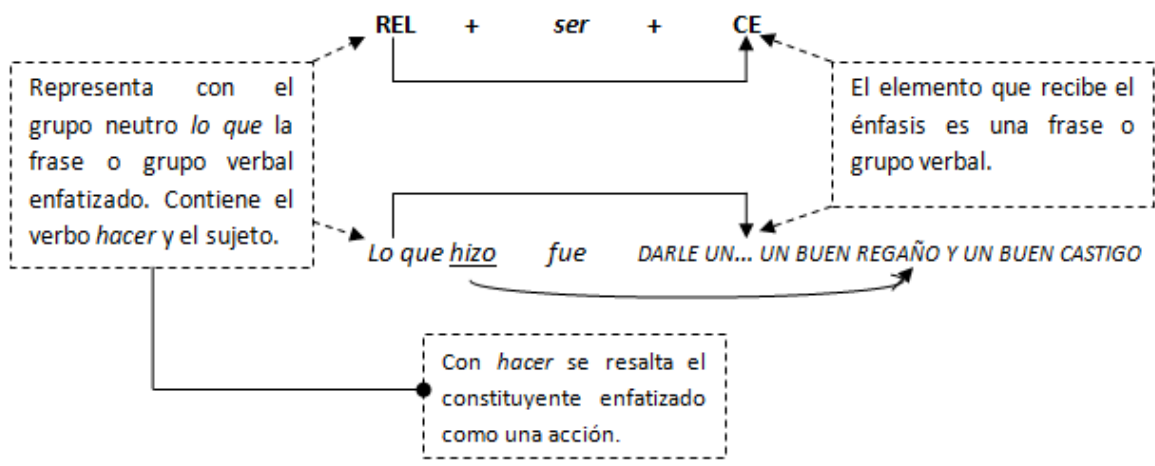 REL + ser + CE
Representa con el
grupo neutro lo que la
frase o grupo verbal
enfatizado. Contiene el
verbo hacer y el sujeto.
El elemento que recibe el
énfasis es una frase o
grupo verbal.
Lo que hizo fue DARLE UN... UN BUEN REGAÑO Y UN BUEN CASTIGO
Con hacer se resalta el
constituyente enfatizado
como una acción.